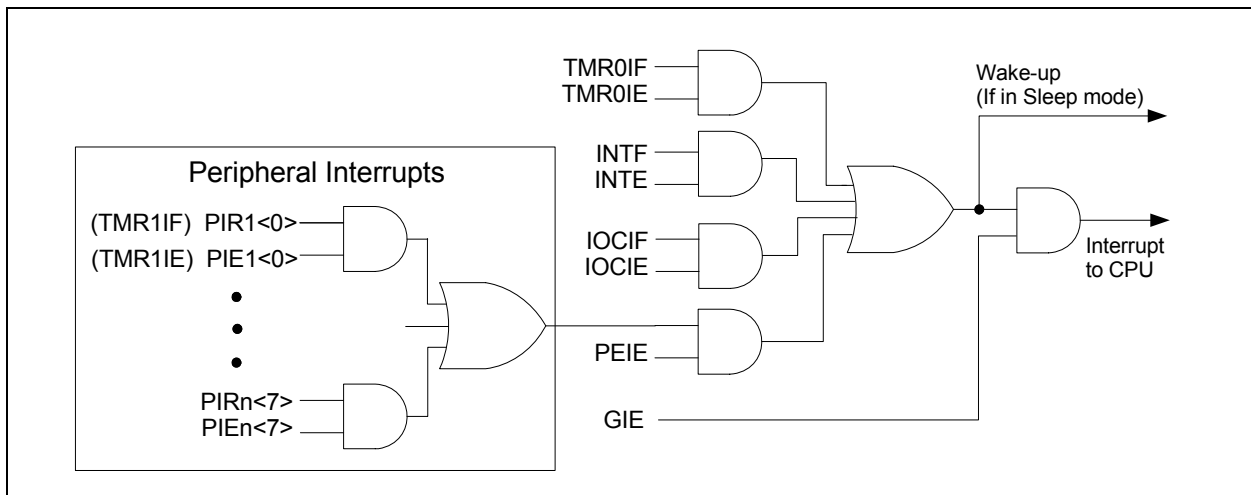 TMR0IF
TMR0IE
Wake-up
(If in Sleep mode)
INTF
INTE
Peripheral Interrupts
(TMR1IF) PIR1<0>
(TMR1IE) PIE1<0>
IOCIF
IOCIE
Interrupt
to CPU
PEIE
PIRn<7>
PIEn<7>
GIE